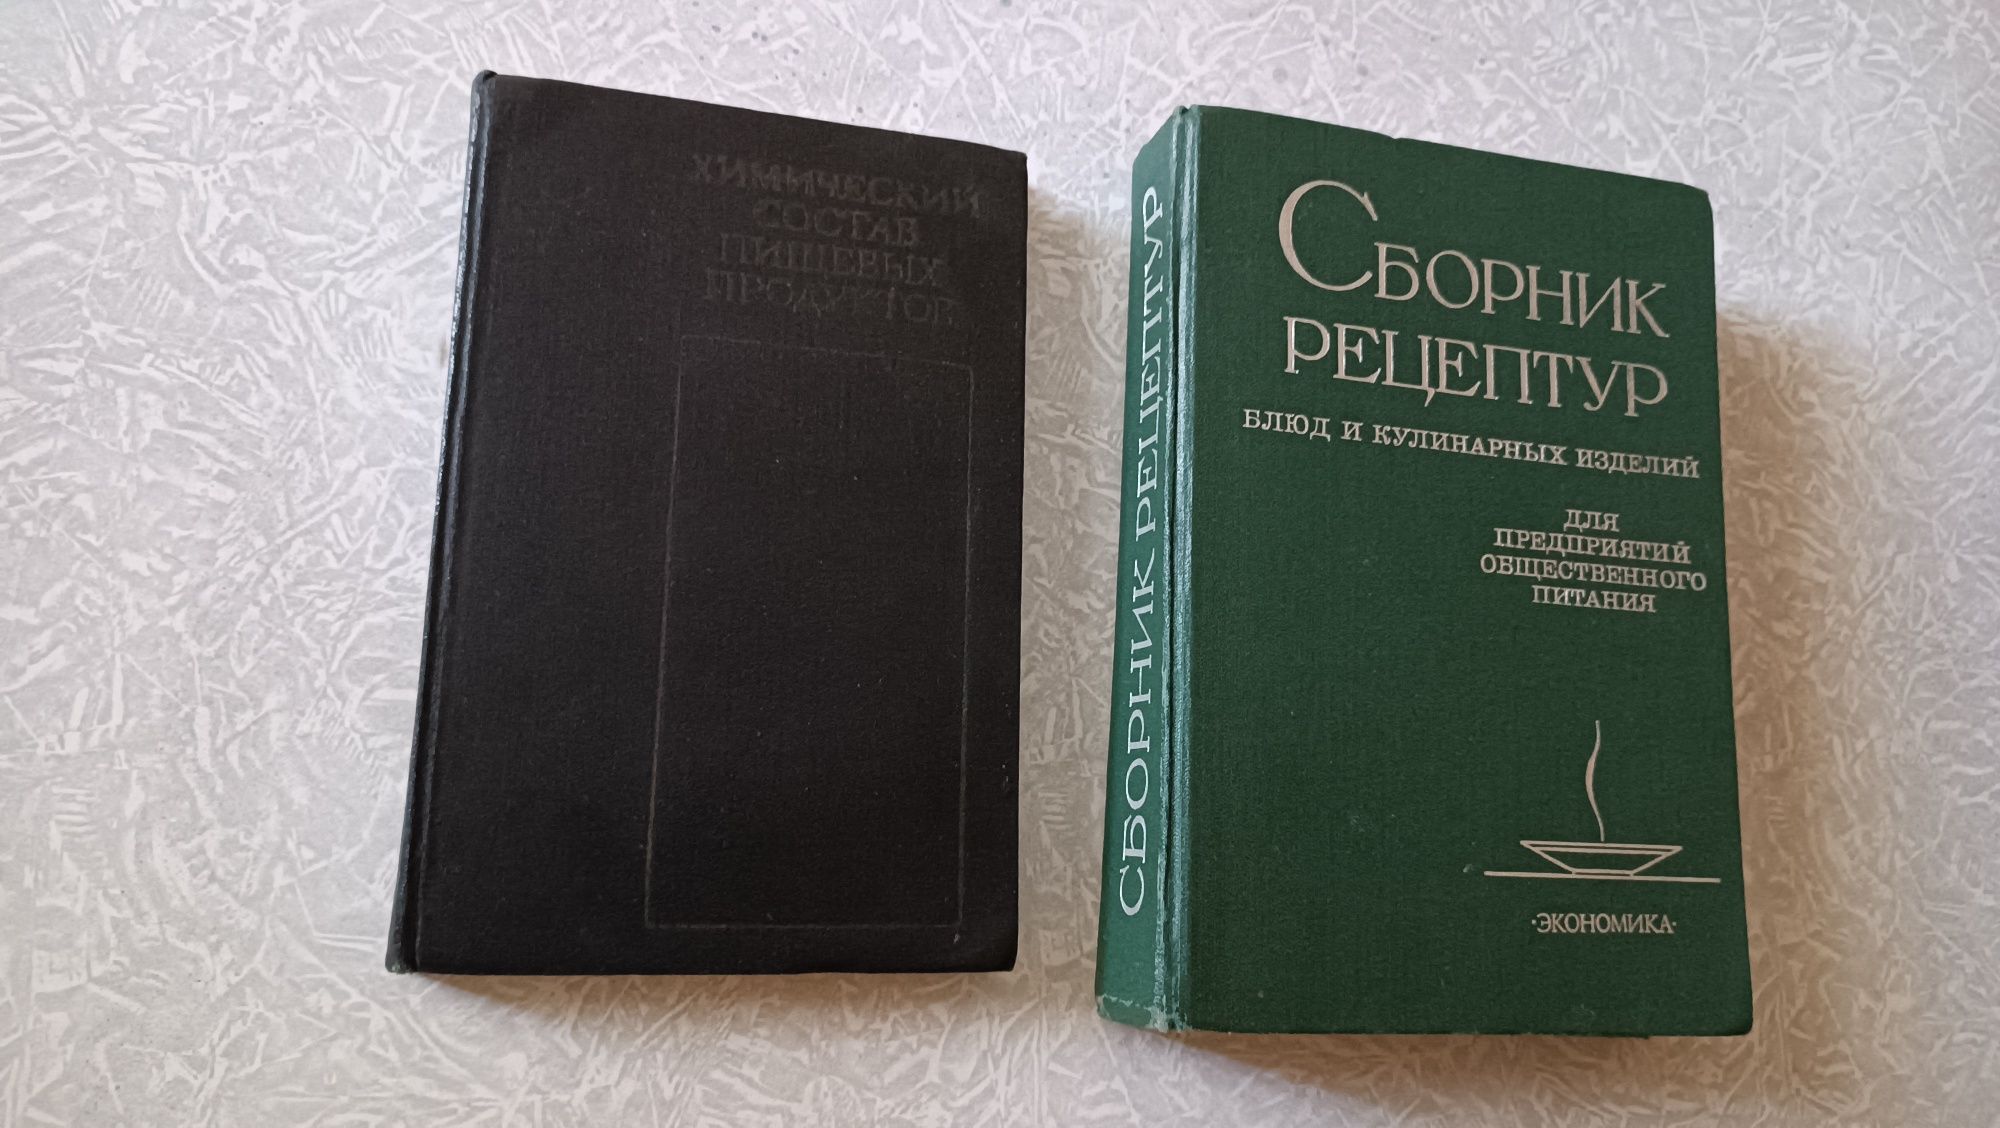 ХИМИЧЕСКИЙ
СОСТАВ
ПИЩЕВЫХ
ПРОДУКТОВ
СБОРНИК РЕЦЕПТУР
СБОРНИК
РЕЦЕПТУР
БЛЮД И КУЛИНАРНЫХ ИЗДЕЛИЙ
ДЛЯ
ПРЕДПРИЯТИЙ
ОБЩЕСТВЕННОГО
ПИТАНИЯ
·ЭКОНОМИКА·